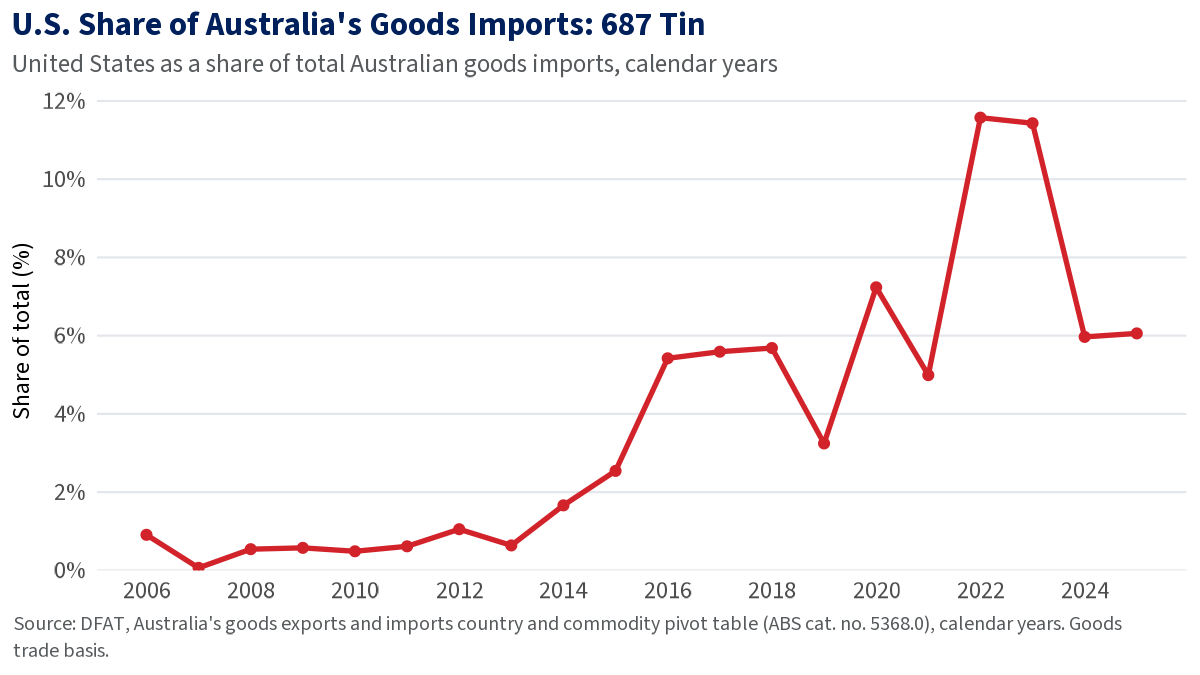 U.S. Share of Australia's Goods Imports: 687 Tin
United States as a share of total Australian goods imports, calendar years
Share of total (%)
12%
10%
8%
6%
4%
2%
0%
2006 2008 2010 2012 2014 2016 2018 2020 2022 2024
Source: DFAT, Australia's goods exports and imports country and commodity pivot table (ABS cat. no. 5368.0), calendar years. Goods
trade basis.